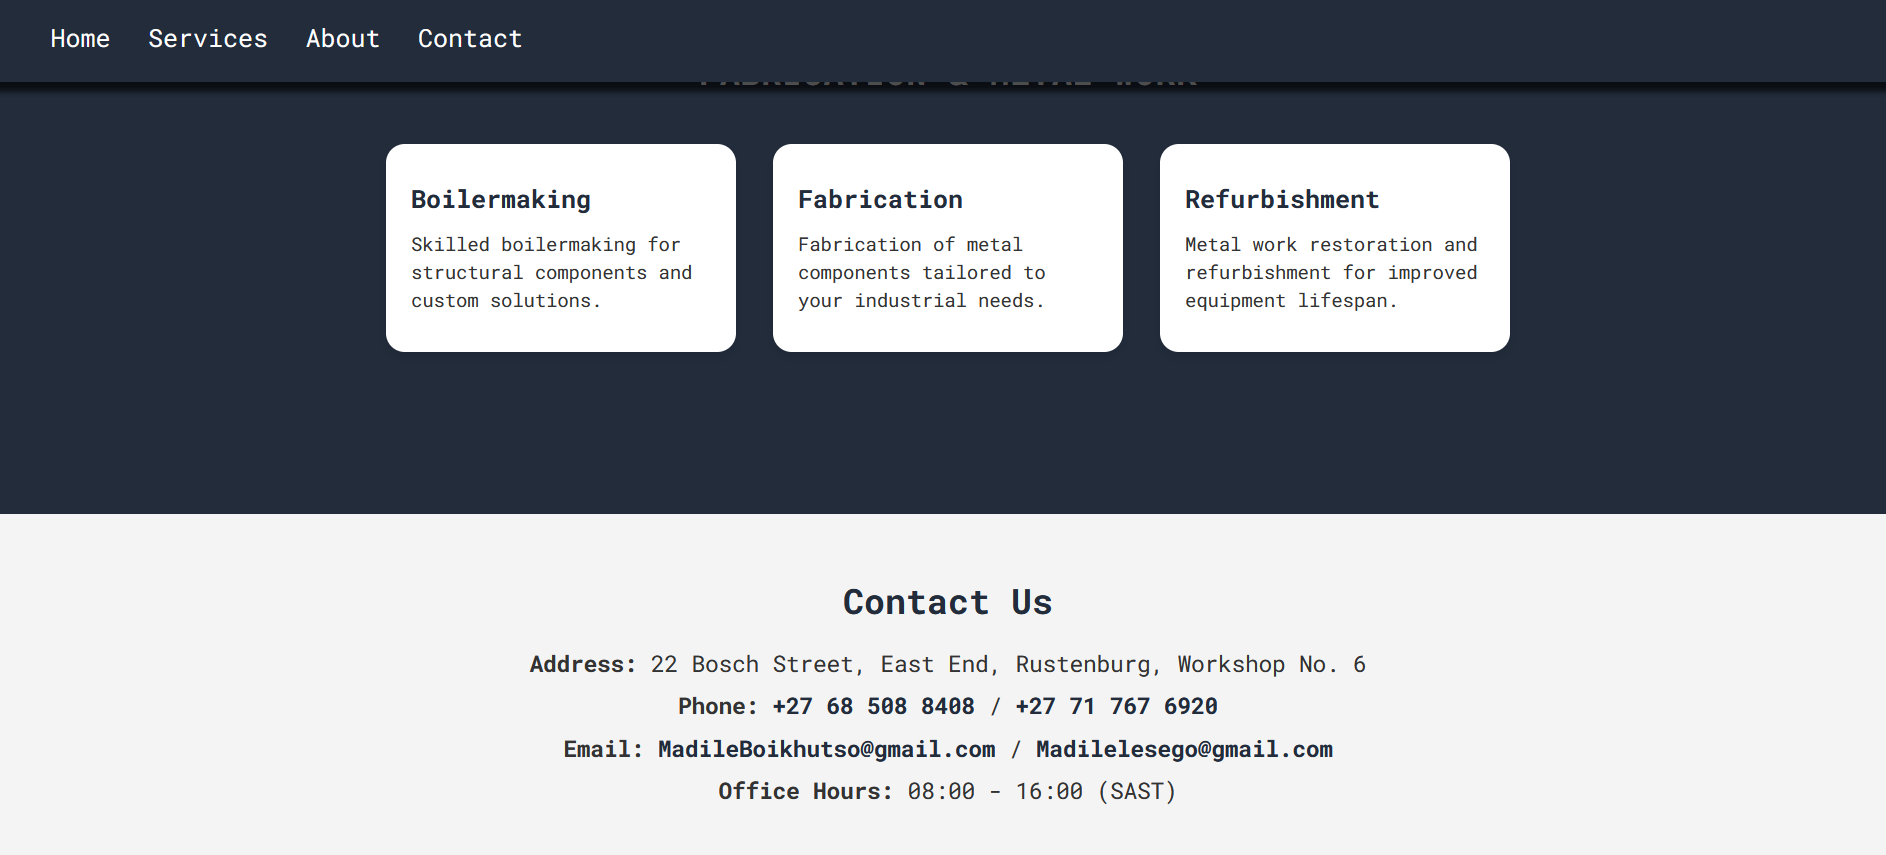 Home Services About Contact
FABRICATION & METAL WORK
Boilermaking
Skilled boilermaking for
structural components and
custom solutions.
Fabrication
Fabrication of metal
components tailored to
your industrial needs.
Refurbishment
Metal work restoration and
refurbishment for improved
equipment lifespan.
Contact Us
Address: 22 Bosch Street, East End, Rustenburg, Workshop No. 6
Phone: +27 68 508 8408 / +27 71 767 6920
Email: MadileBoikhutso@gmail.com / Madilelesego@gmail.com
Office Hours: 08:00 - 16:00 (SAST)